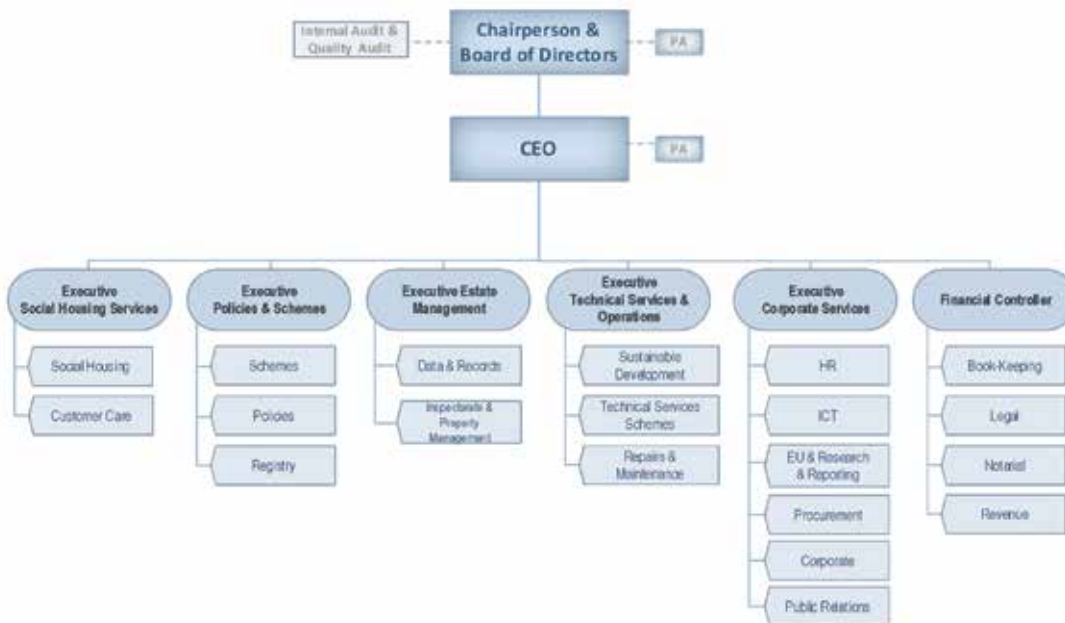 Internal Audit &
Quality Audit
Chairperson &
Board of Directors
PA
CEO
PA
Executive
Social Housing Services
Executive
Policies & Schemes
Executive Estate
Management
Executive
Technical Services &
Operations
Executive
Corporate Services
Financial Controller
Social Housing
Customer Care
Schemes
Policies
Registry
Data & Records
Inspectorate &
Property
Management
Sustainable
Development
Technical Services
Schemes
Repairs &
Maintenance
HR
ICT
EU & Research
& Reporting
Procurement
Corporate
Public Relations
Book-Keeping
Legal
Notarial
Revenue